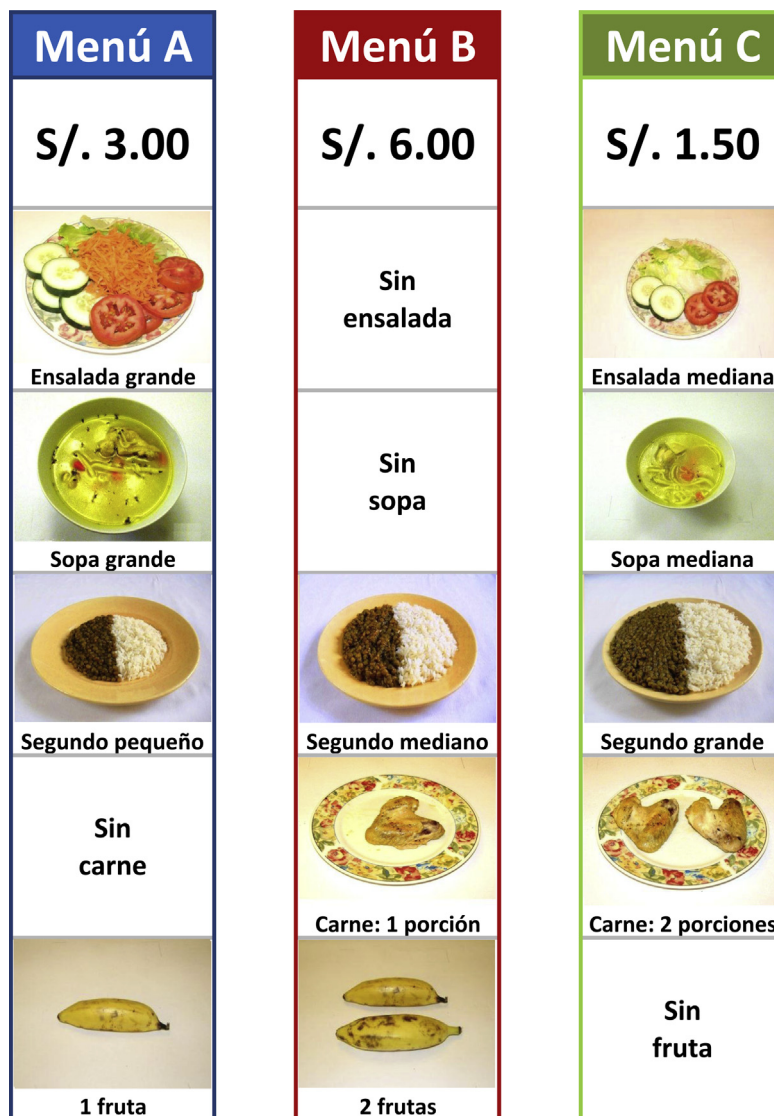 Menú A
S/. 3.00
Ensalada grande
Sopa grande
Segundo pequeño
Sin
carne
1 fruta
Menú B
S/. 6.00
Sin
ensalada
Sin
sopa
Segundo mediano
Carne: 1 porción
2 frutas
Menú C
S/. 1.50
Ensalada mediana
Sopa mediana
Segundo grande
Carne: 2 porciones
Sin
fruta